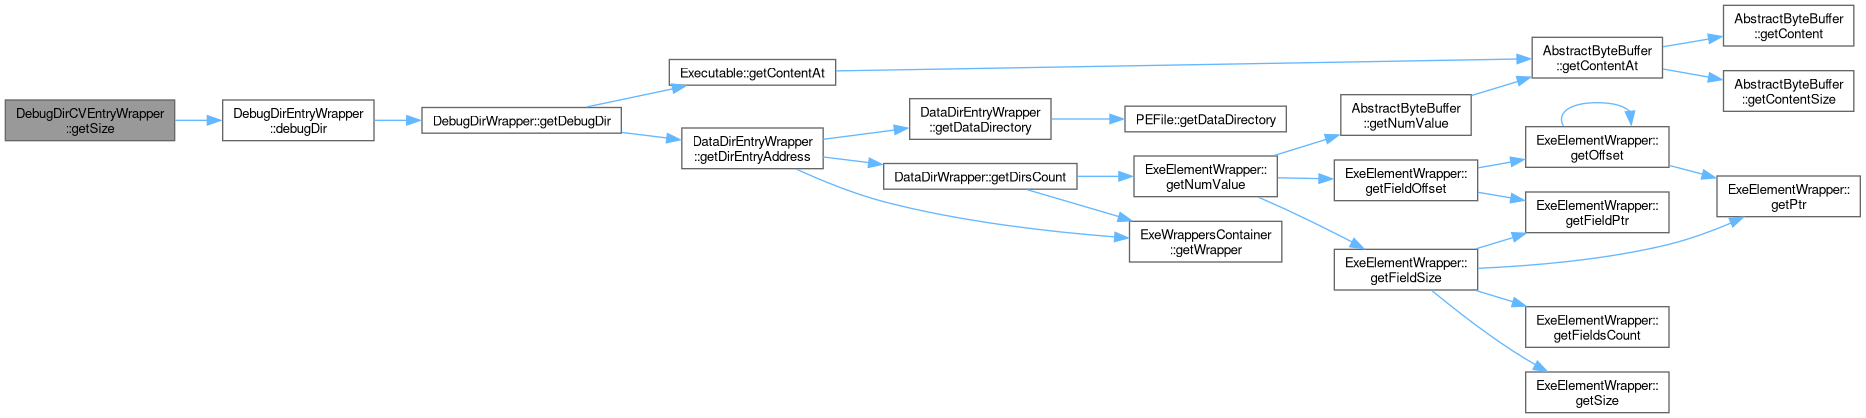 DebugDirCVEntryWrapper
::getSize
DebugDirEntryWrapper
::debugDir
DebugDirWrapper::getDebugDir
Executable::getContentAt
DataDirEntryWrapper
::getDirEntryAddress
DataDirEntryWrapper
::getDataDirectory
DataDirWrapper::getDirsCount
PEFile::getDataDirectory
ExeElementWrapper::
getNumValue
ExeWrappersContainer
::getWrapper
AbstractByteBuffer
::getNumValue
ExeElementWrapper::
getFieldOffset
ExeElementWrapper::
getFieldSize
AbstractByteBuffer
::getContentAt
ExeElementWrapper::
getOffset
ExeElementWrapper::
getFieldPtr
ExeElementWrapper::
getFieldsCount
ExeElementWrapper::
getSize
AbstractByteBuffer
::getContent
AbstractByteBuffer
::getContentSize
ExeElementWrapper::
getPtr